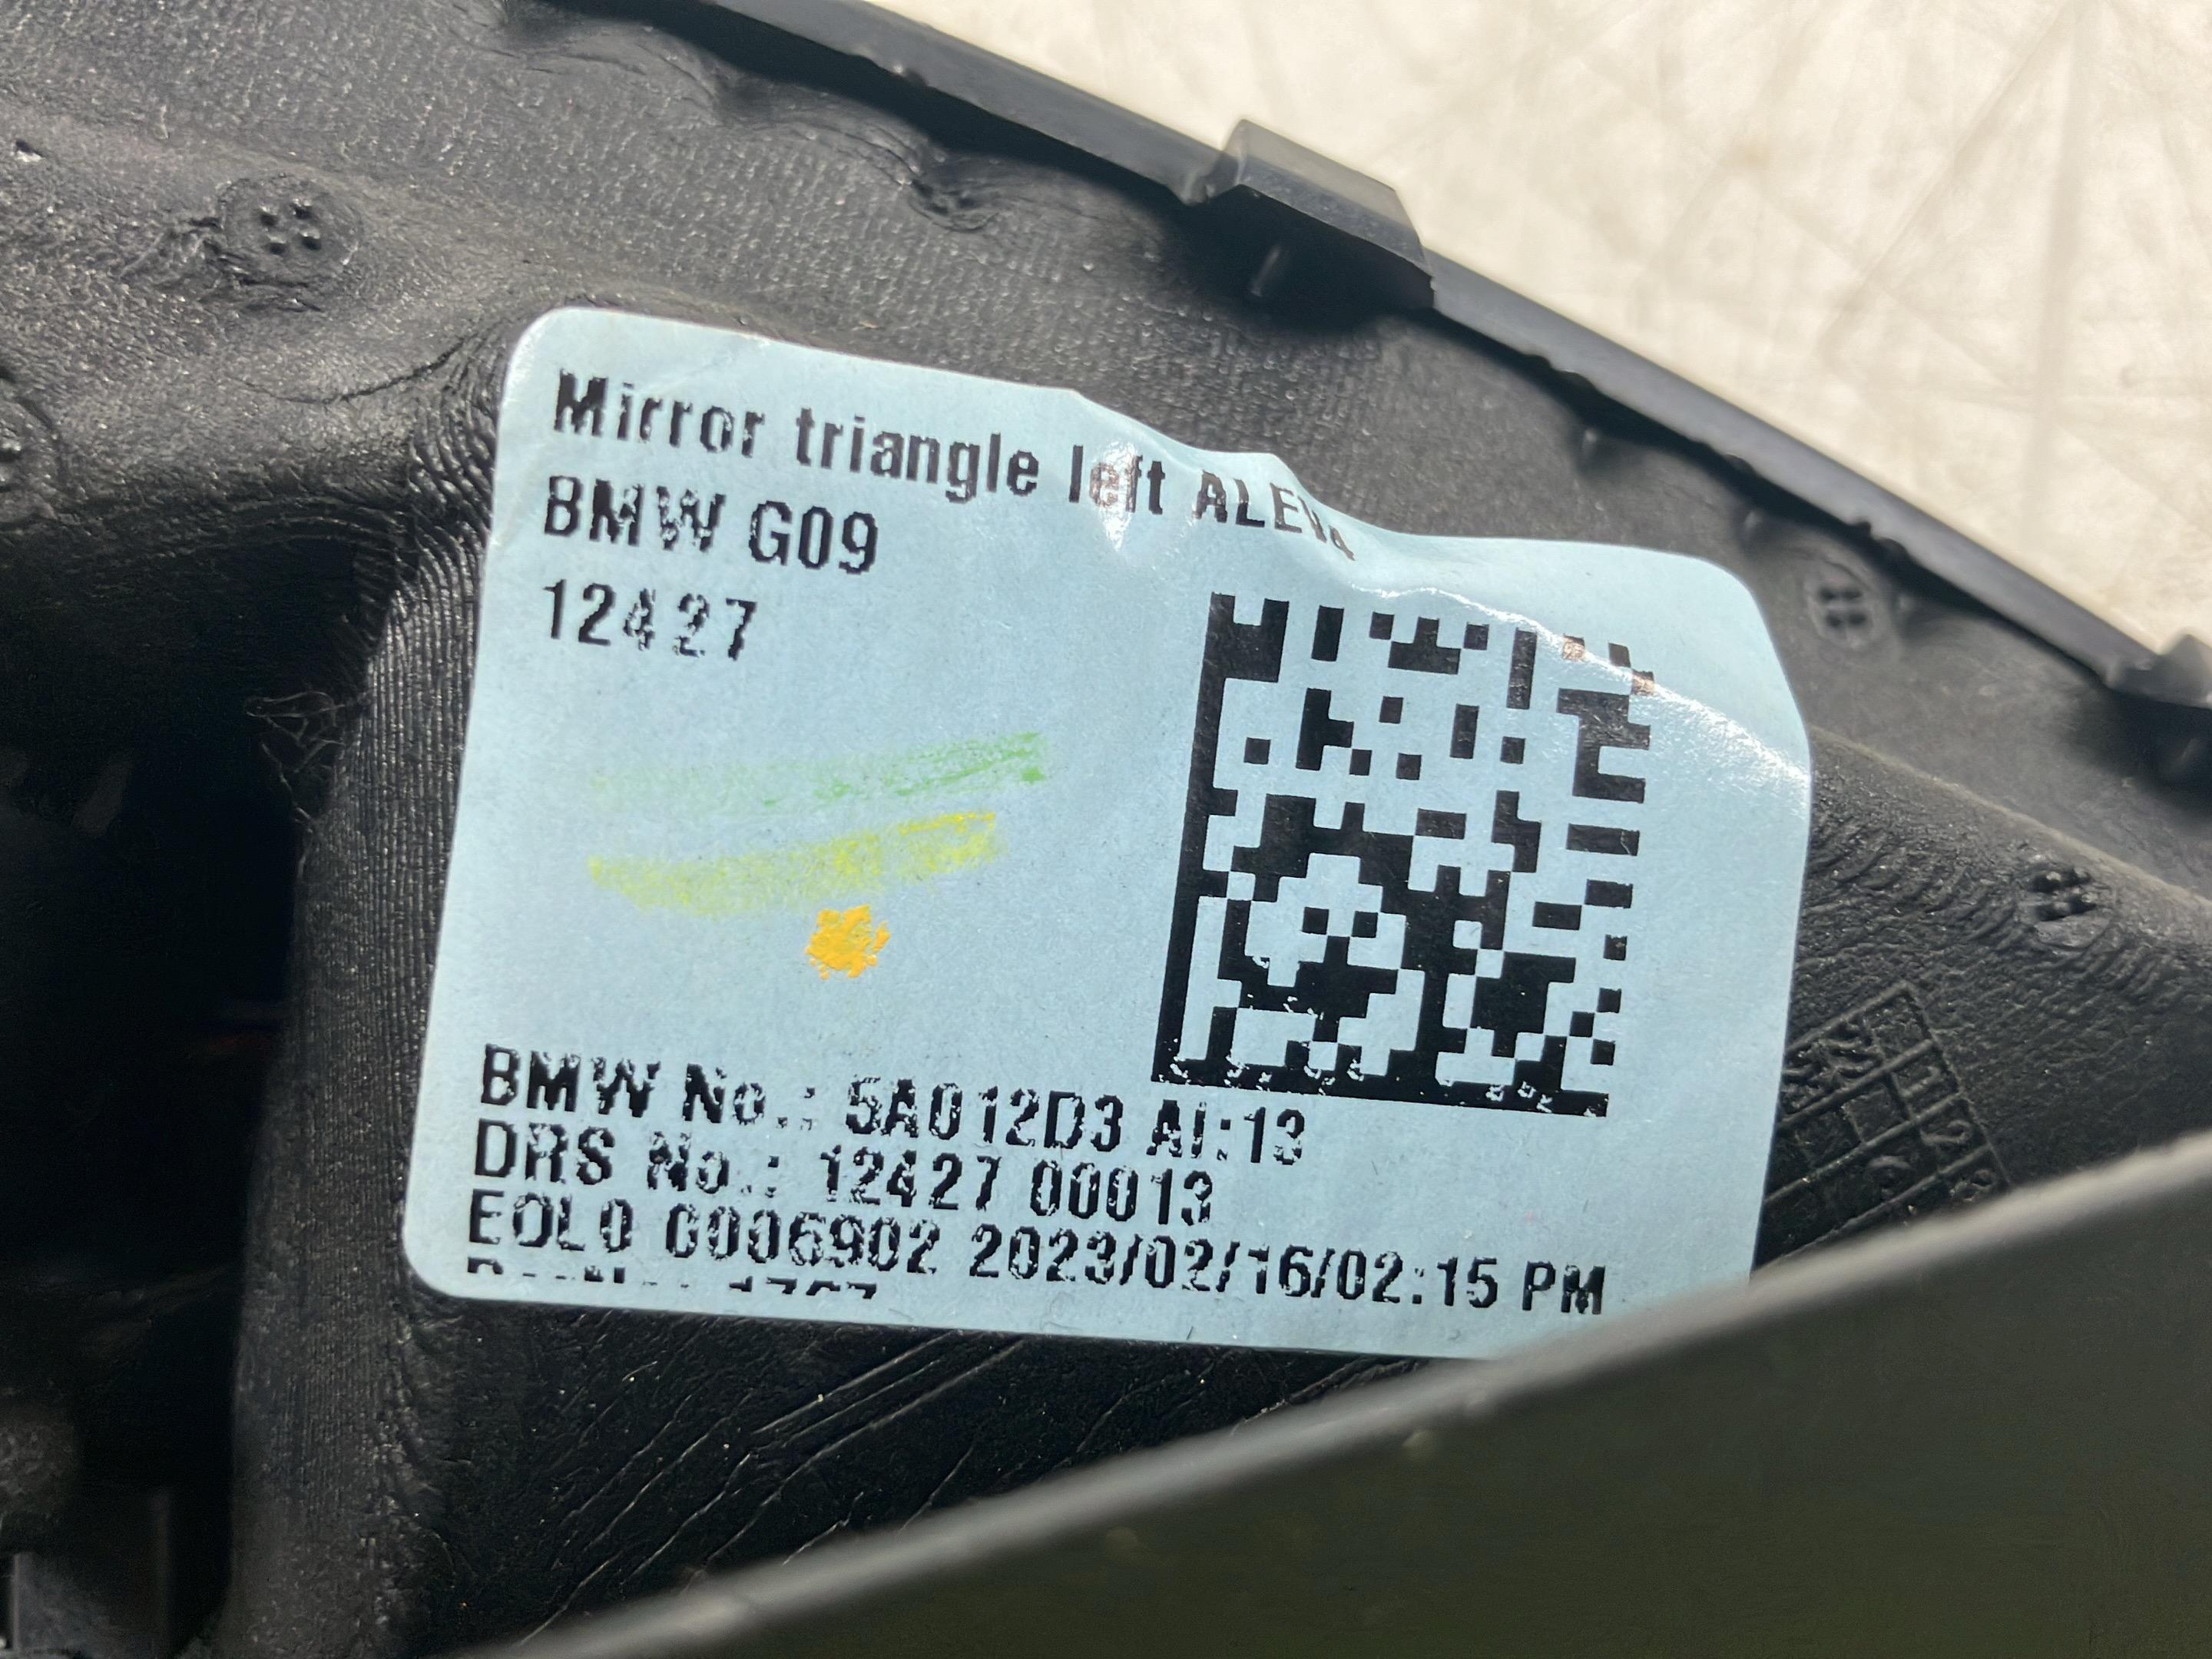 Mirror triangle left
BMW G09
12427
BMW No.: 5A012D3 AI:13
DRS No.: 12427 00013
EOL0 0006902 2023/02/16/02:15 PM